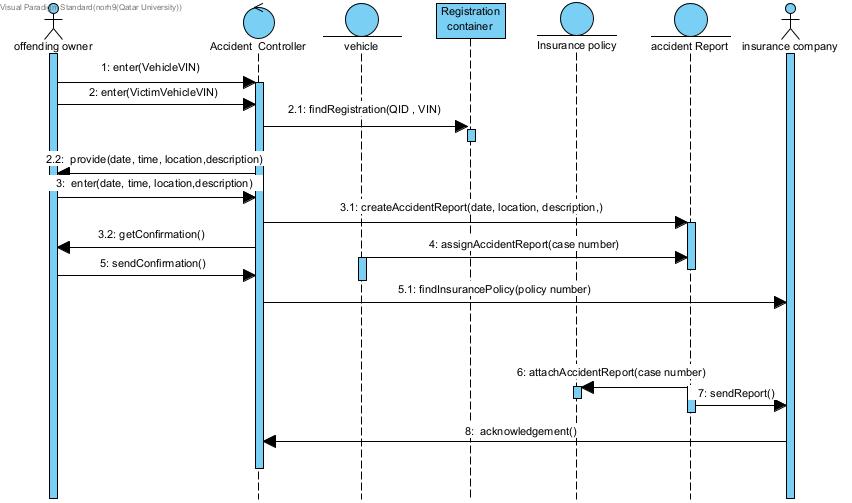 Visual Paradigm Standard(norh9(Qatar University))
offending owner
Accident Controller
vehicle
Registration
container
Insurance policy
accident Report
insurance company
1: enter(VehicleVIN)
2: enter(VictimVehicleVIN)
2.1: findRegistration(QID , VIN)
2.2: provide(date, time, location,description)
3: enter(date, time, location,description)
3.1: createAccidentReport(date, location, description,)
3.2: getConfirmation()
4: assignAccidentReport(case number)
5: sendConfirmation()
5.1: findInsurancePolicy(policy number)
6: attachAccidentReport(case number)
7: sendReport()
8: acknowledgement()